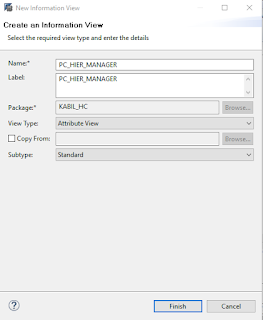 New Information View
Create an Information View
Select the required view type and enter the details
Name:* PC_HIER_MANAGER
Label: PC_HIER_MANAGER
Package:* KABIL_HC Browse...
View Type: Attribute View
Copy From: Browse...
Subtype: Standard
? Finish Cancel